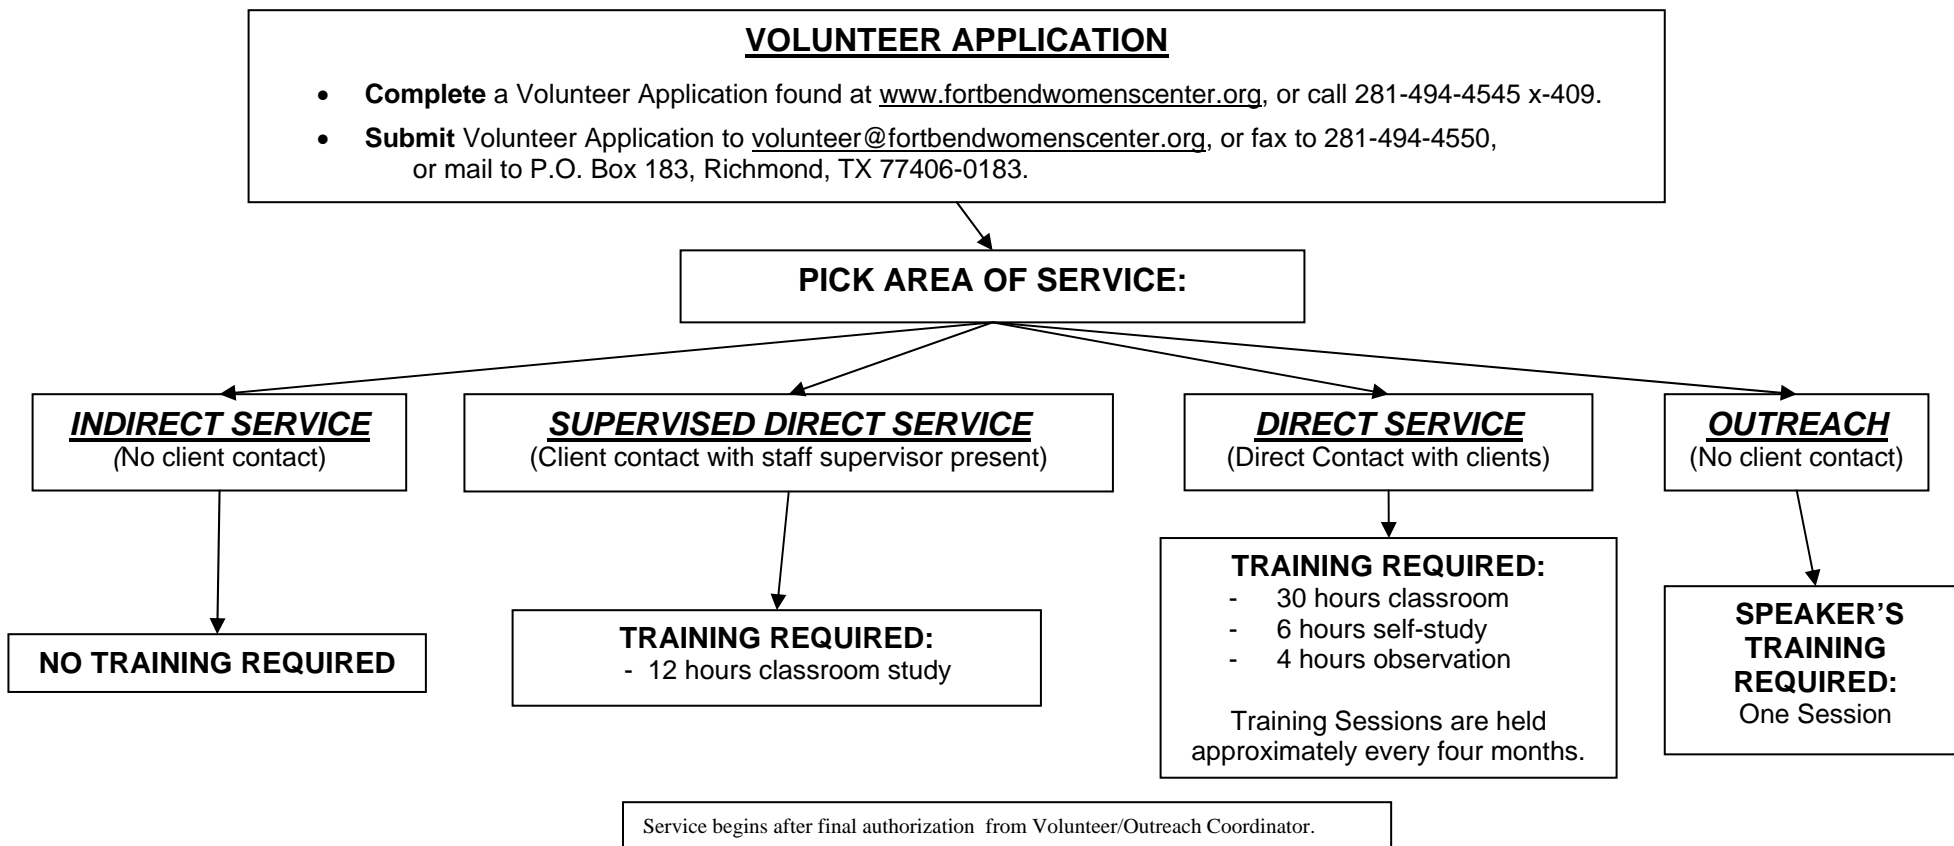 VOLUNTEER APPLICATION
• Complete a Volunteer Application found at www.fortbendwomenscenter.org, or call 281-494-4545 x-409.
• Submit Volunteer Application to volunteer@fortbendwomenscenter.org, or fax to 281-494-4550,
or mail to P.O. Box 183, Richmond, TX 77406-0183.
PICK AREA OF SERVICE:
INDIRECT SERVICE
(No client contact)
SUPERVISED DIRECT SERVICE
(Client contact with staff supervisor present)
DIRECT SERVICE
(Direct Contact with clients)
OUTREACH
(No client contact)
NO TRAINING REQUIRED
TRAINING REQUIRED:
- 12 hours classroom study
TRAINING REQUIRED:
- 30 hours classroom
- 6 hours self-study
- 4 hours observation
Training Sessions are held
approximately every four months.
SPEAKER’S
TRAINING
REQUIRED:
One Session
Service begins after final authorization from Volunteer/Outreach Coordinator.